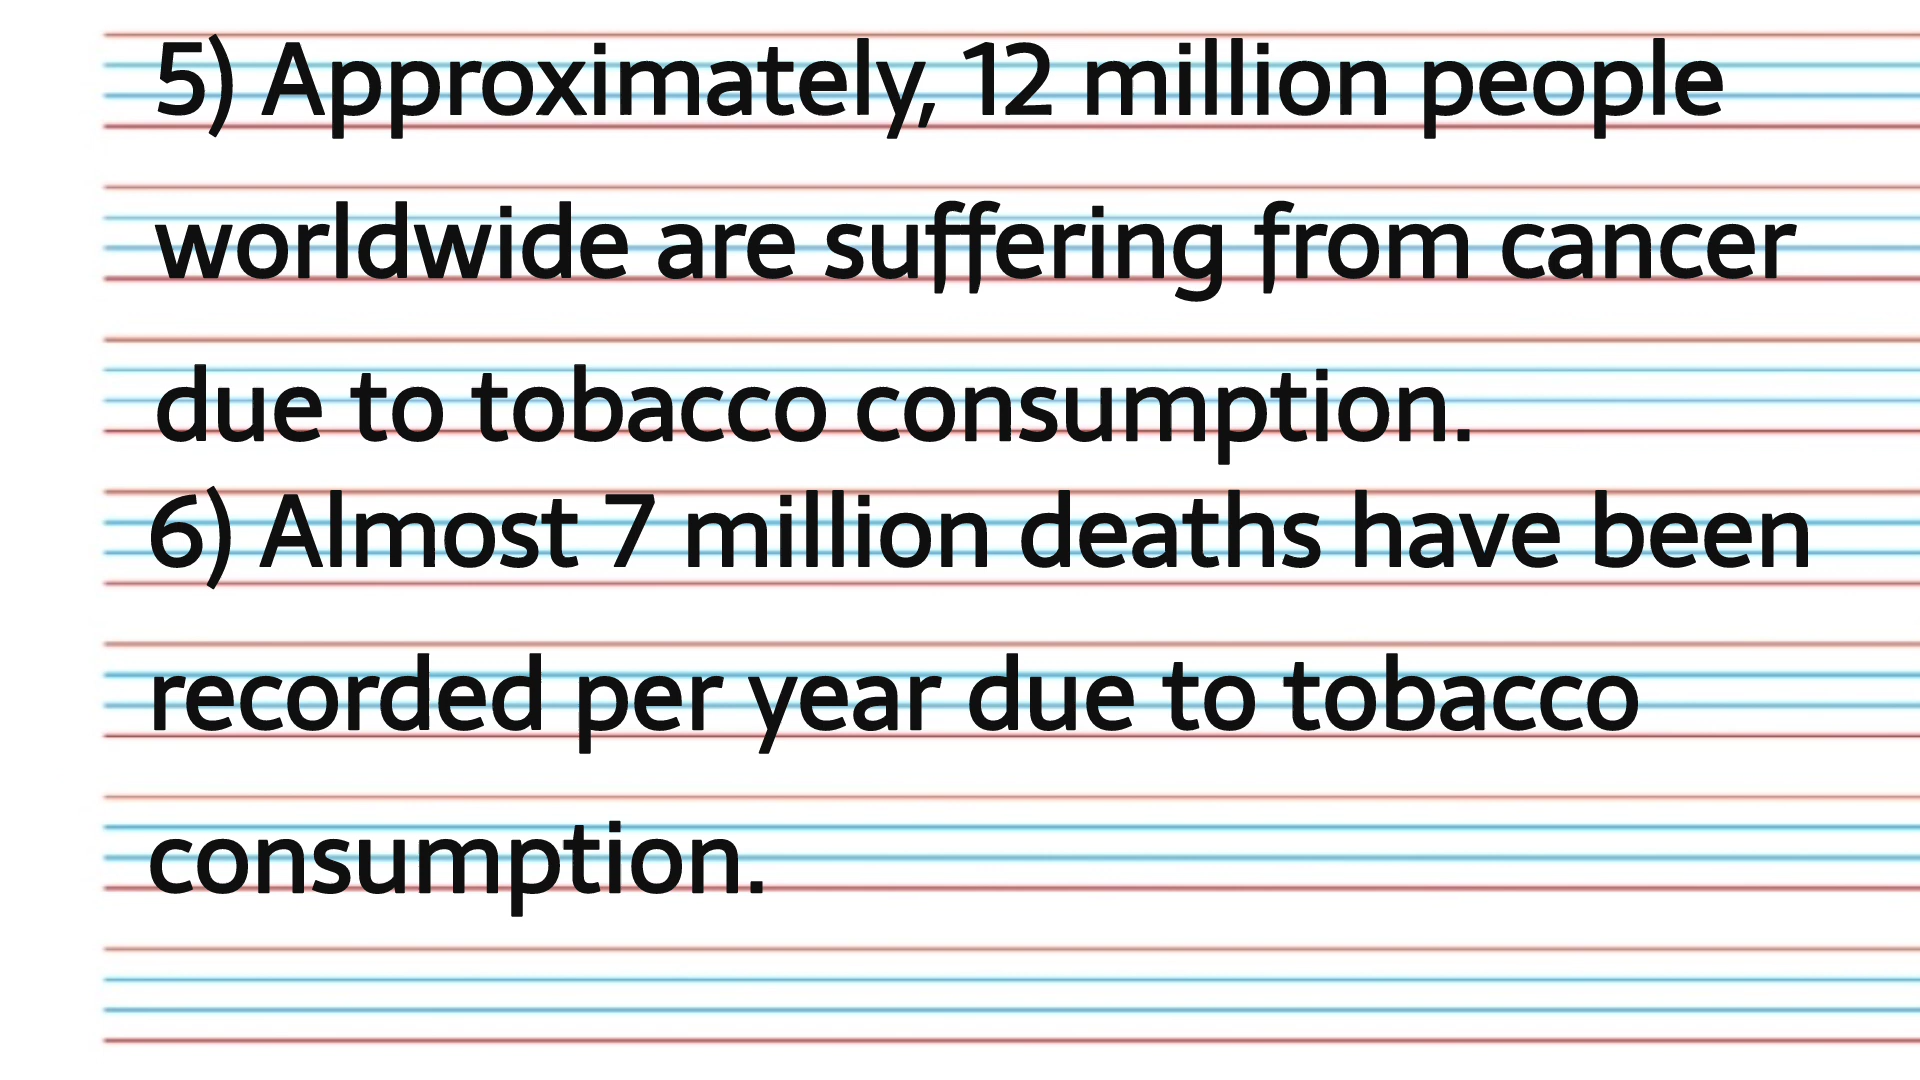 5) Approximately, 12 million people
worldwide are suffering from cancer
due to tobacco consumption.
6) Almost 7 million deaths have been
recorded per year due to tobacco
consumption.